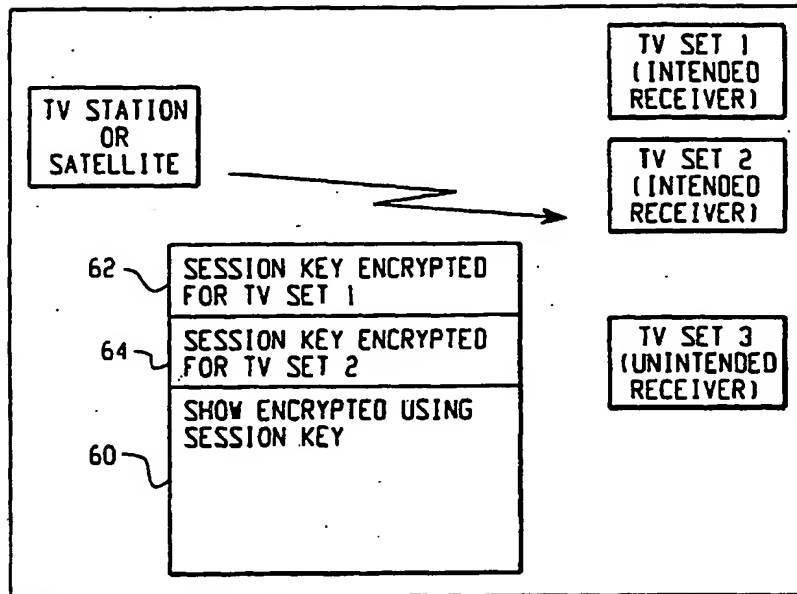 TV STATION
OR
SATELLITE
TV SET 1
(INTENDED
RECEIVER)
TV SET 2
(INTENDED
RECEIVER)
TV SET 3
(UNINTENDED
RECEIVER)
62
SESSION KEY ENCRYPTED
FOR TV SET 1
64
SESSION KEY ENCRYPTED
FOR TV SET 2
60
SHOW ENCRYPTED USING
SESSION KEY